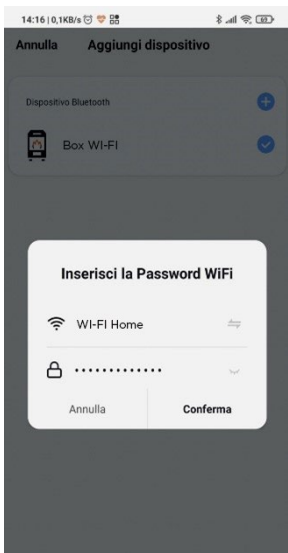 14:16 | 0,1KB/s
69
Annulla Aggiungi dispositivo
Dispositivo Bluetooth
Box WI-FI
Inserisci la Password WiFi
WI-FI Home
•••••••••••••
Annulla Conferma